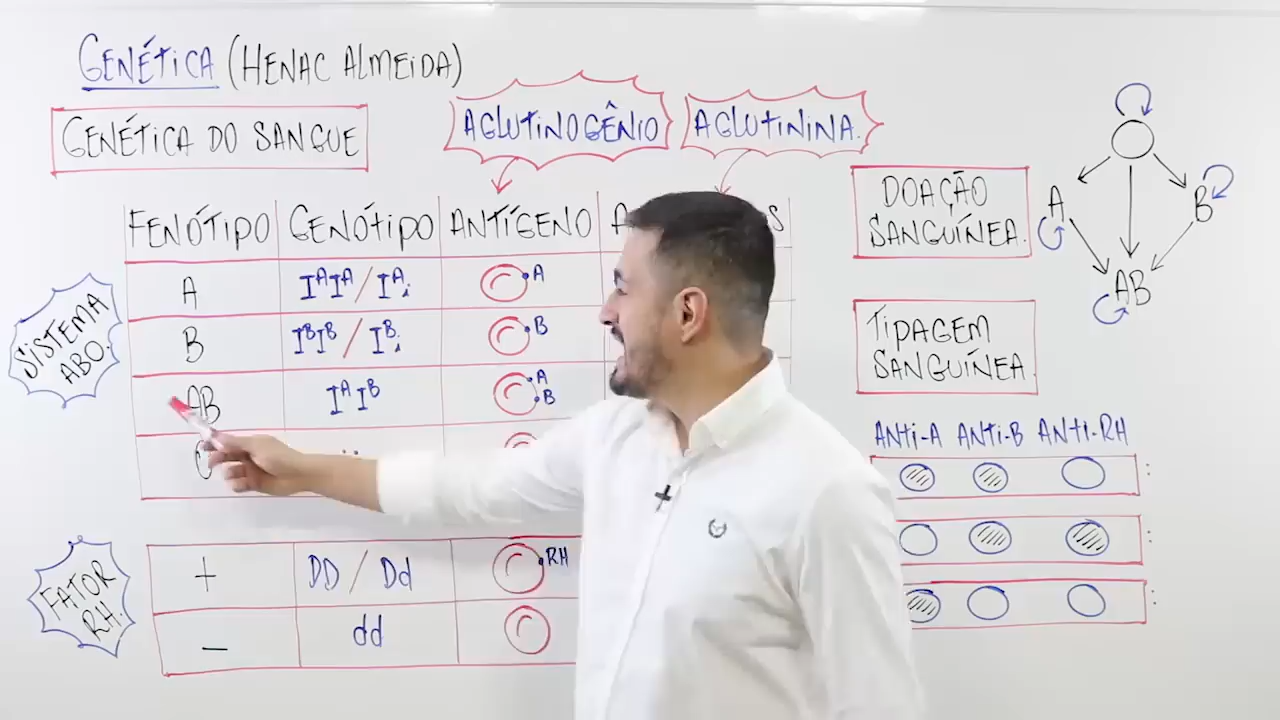 GENÉTICA (HENAC ALMEIDA)
GENÉTICA DO SANGUE
AGLUTINOGÊNIO
AGLUTININA.
FENÓTIPO GENÓTIPO ANTÍGENO
SISTEMA
ABO.
A IᴬIᴬ / Iᴬi A
B IᴮIᴮ / Iᴮi B
AB IᴬIᴮ A
B
FATOR
RH.
+ DD / Dd RH
− dd
DOAÇÃO
SANGUÍNEA.
A B
AB
TIPAGEM
SANGUÍNEA
ANTI-A ANTI-B ANTI-RH
:
:
: